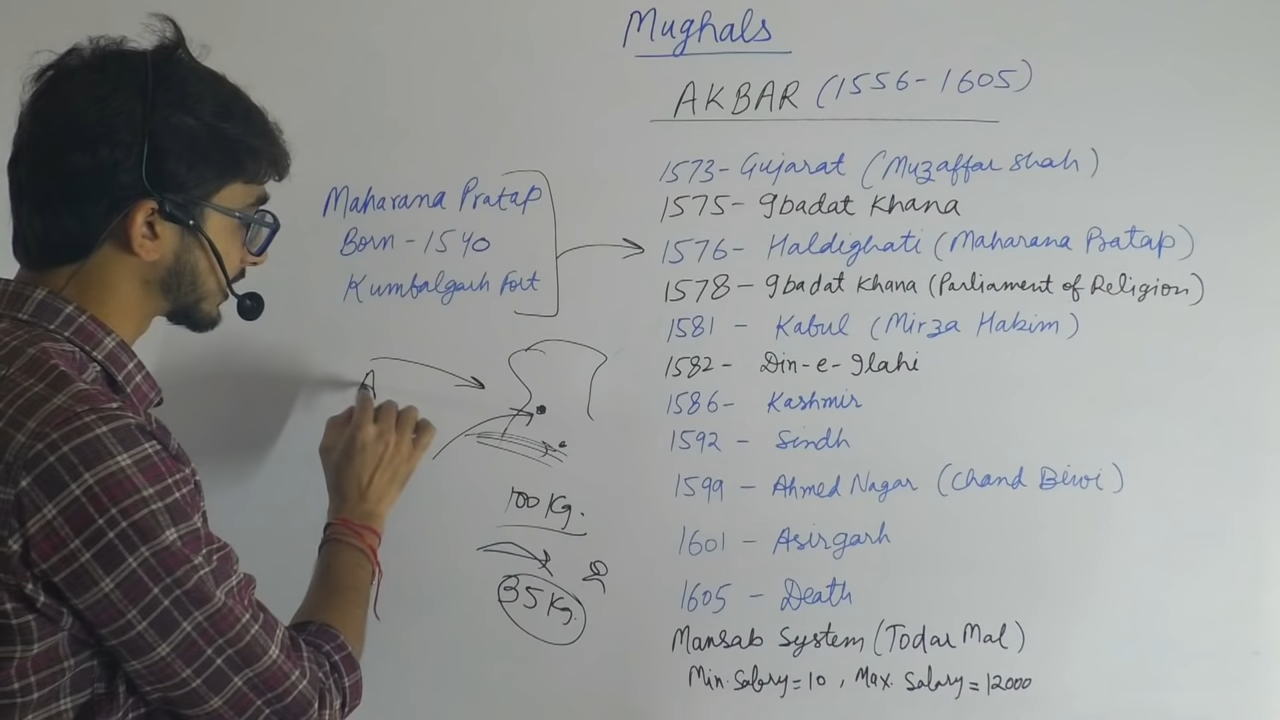 Mughals
AKBAR (1556-1605)
Maharana Pratap
Born - 1540
Kumbalgarh Fort
1573- Gujarat (Muzaffar Shah)
1575- Ibadat Khana
1576- Haldighati (Maharana Pratap)
1578- Ibadat Khana (Parliament of Religion)
1581 - Kabul (Mirza Hakim)
1582- Din-e-Ilahi
1586- Kashmir
1592 - Sindh
1599 - Ahmed Nagar (Chand Biwi)
1601 - Asirgarh
1605 - Death
Mansab System (Todar Mal)
Min. Salary = 10, Max. Salary = 12000
A
100 Kg.
35 Kg.